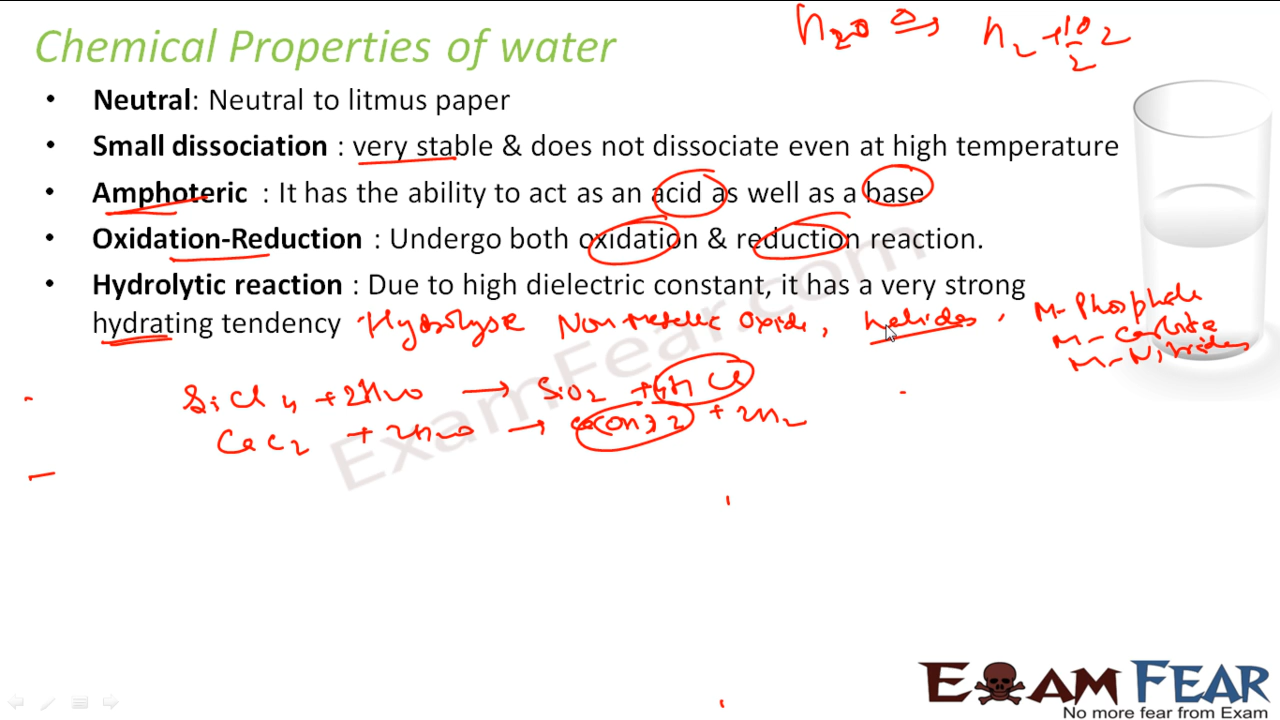 Chemical Properties of water
H2O ⇌ H2 + 1/2 O2
• Neutral: Neutral to litmus paper
• Small dissociation : very stable & does not dissociate even at high temperature
• Amphoteric : It has the ability to act as an acid as well as a base
• Oxidation-Reduction : Undergo both oxidation & reduction reaction.
• Hydrolytic reaction : Due to high dielectric constant, it has a very strong
hydrating tendency. Hydrolyse Non metallic oxide, halides, M-Phosphide
M-Carbide
M-Nitrides
SiCl4 + 2H2O → SiO2 + 4HCl
CaC2 + 2H2O → Ca(OH)2 + 2H2
ExamFear.com
EXAM FEAR
No more fear from Exam